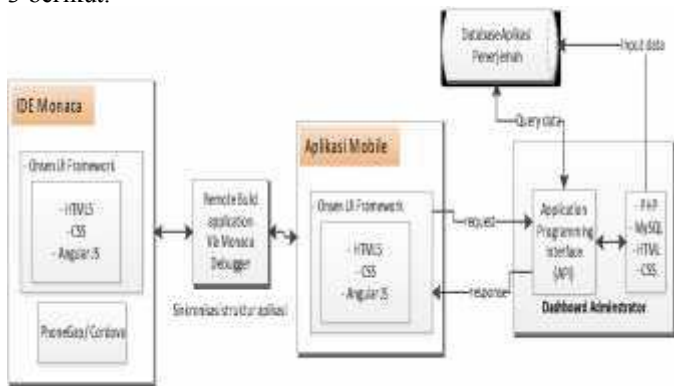 3 berikut:
IDE Monaca
- Onsen UI Framework
- HTML5
- CSS
- Angular JS
PhoneGap/ Cordova
Remote Build
application
Via Monaca
Debugger
Sinkronisasi struktur aplikasi
Aplikasi Mobile
- Onsen UI Framework
- HTML5
- CSS
- Angular JS
Database Aplikasi
Penerjemah
Input data
Query data
request
response
Application
Programming
Interface
(API)
- PHP
- MySQL
- HTML
- CSS
Dashboard Adminstrator